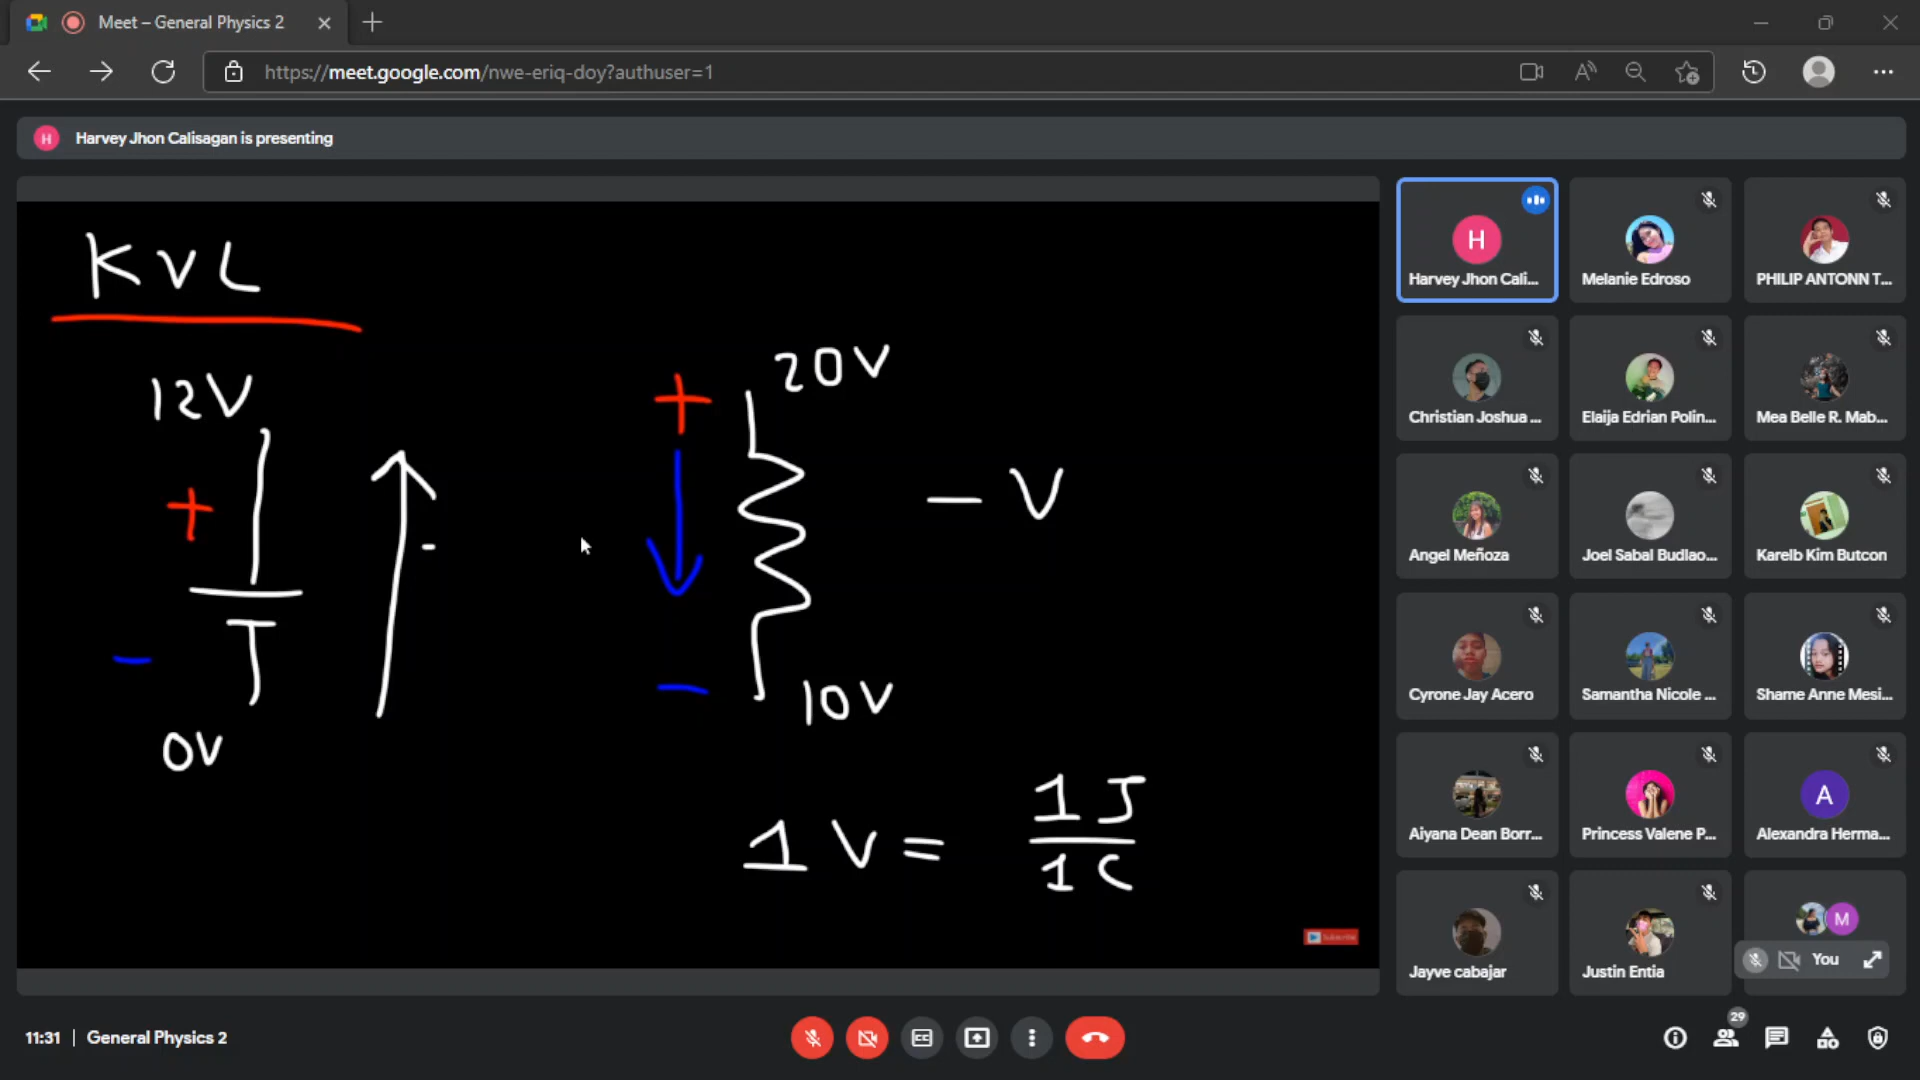 Meet – General Physics 2
https://meet.google.com/nwe-eriq-doy?authuser=1
H
Harvey Jhon Calisagan is presenting
KVL
12V
+
-
0V
-
+
20V
- V
-
10V
1 V = 1 J
1 C
H
Harvey Jhon Cali...
Melanie Edroso
PHILIP ANTONN T...
Christian Joshua ...
Elaija Edrian Polin...
Mea Belle R. Mab...
Angel Meñoza
Joel Sabal Budlao...
Karelb Kim Butcon
Cyrone Jay Acero
Samantha Nicole ...
Shame Anne Mesi...
Aiyana Dean Borr...
Princess Valene P...
A
Alexandra Herma...
Jayve cabajar
Justin Entia
M
You
11:31 | General Physics 2
29